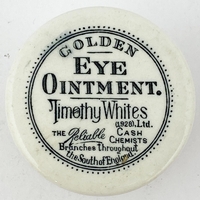 GOLDEN
EYE
OINTMENT.
Timothy Whites
(1928), Ltd.
THE Reliable CASH
CHEMISTS
Branches Throughout
the South of England